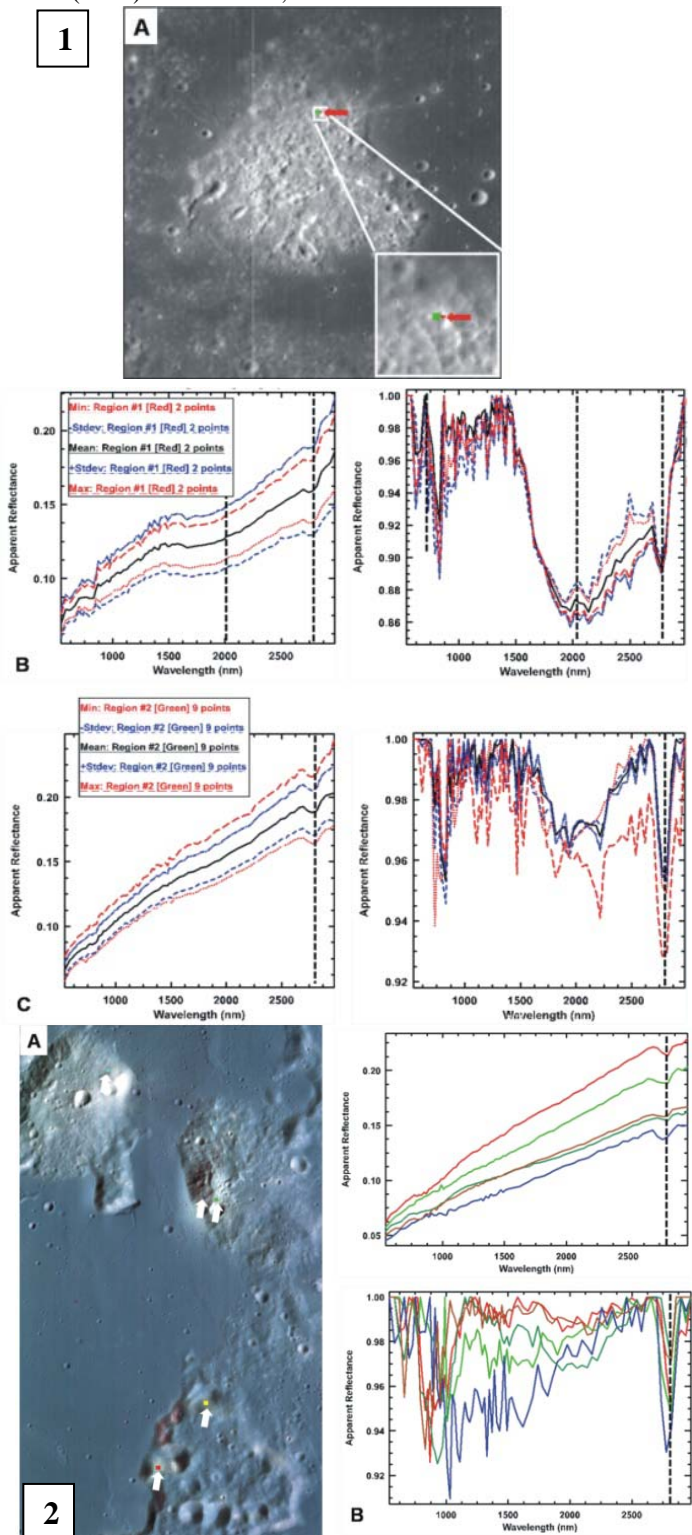 1
A
Min: Region #1 [Red] 2 points
-Stdev: Region #1 [Red] 2 points
Mean: Region #1 [Red] 2 points
+Stdev: Region #1 [Red] 2 points
Max: Region #1 [Red] 2 points
Apparent Reflectance
0.20
0.15
0.10
1000 1500 2000 2500
Wavelength (nm)
B
Apparent Reflectance
1.00
0.98
0.96
0.94
0.92
0.90
0.88
0.86
1000 1500 2000 2500
Wavelength (nm)
Min: Region #2 [Green] 9 points
-Stdev: Region #2 [Green] 9 points
Mean: Region #2 [Green] 9 points
+Stdev: Region #2 [Green] 9 points
Max: Region #2 [Green] 9 points
Apparent Reflectance
0.20
0.15
0.10
1000 1500 2000 2500
Wavelength (nm)
C
Apparent Reflectance
1.00
0.98
0.96
0.94
0.92
1000 1500 2000 2500
Wavelength (nm)
A
2
Apparent Reflectance
0.20
0.15
0.10
0.05
1000 1500 2000 2500
Wavelength (nm)
Apparent Reflectance
1.00
0.98
0.96
0.94
0.92
1000 1500 2000 2500
Wavelength (nm)
B